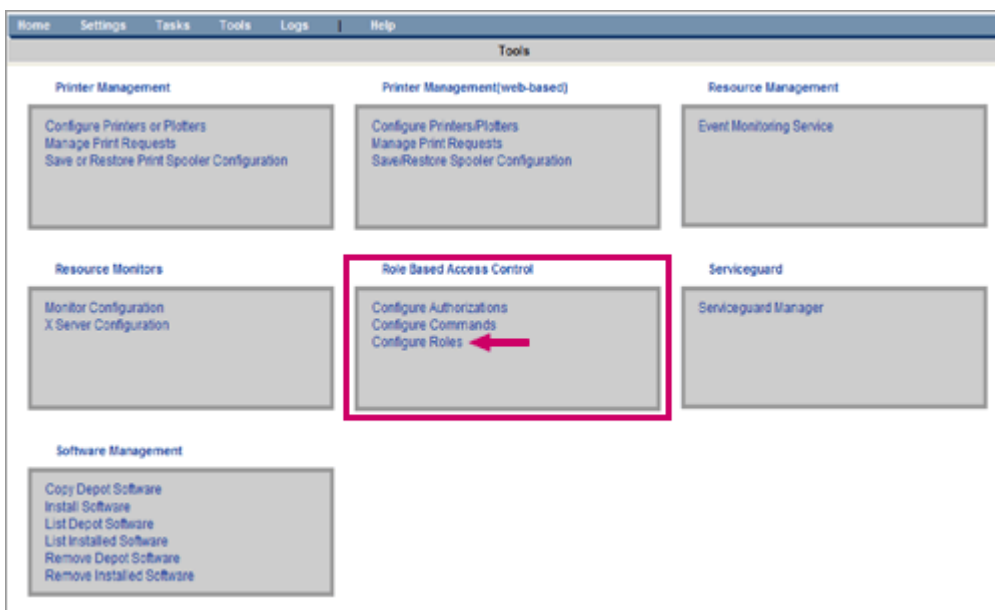 Home Settings Tasks Tools Logs | Help
Tools
Printer Management
Configure Printers or Plotters
Manage Print Requests
Save or Restore Print Spooler Configuration
Printer Management(web-based)
Configure Printers/Plotters
Manage Print Requests
Save/Restore Spooler Configuration
Resource Management
Event Monitoring Service
Resource Monitors
Monitor Configuration
X Server Configuration
Role Based Access Control
Configure Authorizations
Configure Commands
Configure Roles
Serviceguard
Serviceguard Manager
Software Management
Copy Depot Software
Install Software
List Depot Software
List Installed Software
Remove Depot Software
Remove Installed Software